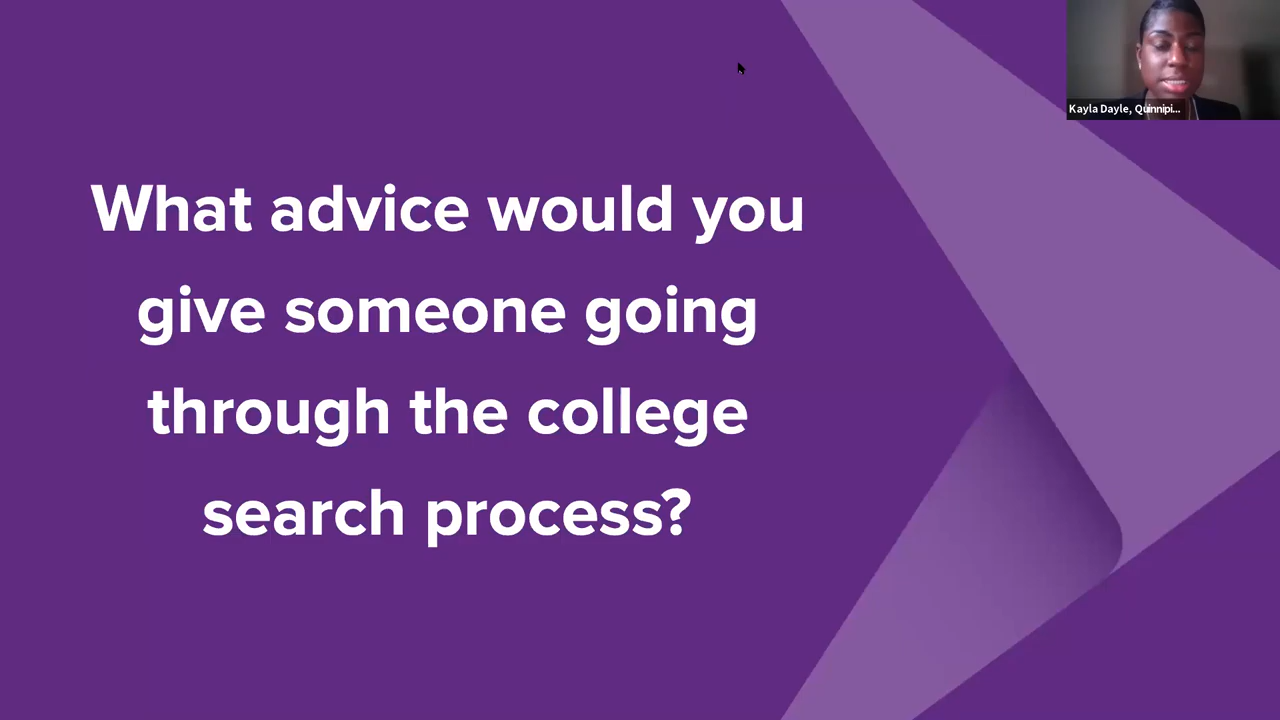 What advice would you
give someone going
through the college
search process?
Kayla Dayle, Quinnipi...